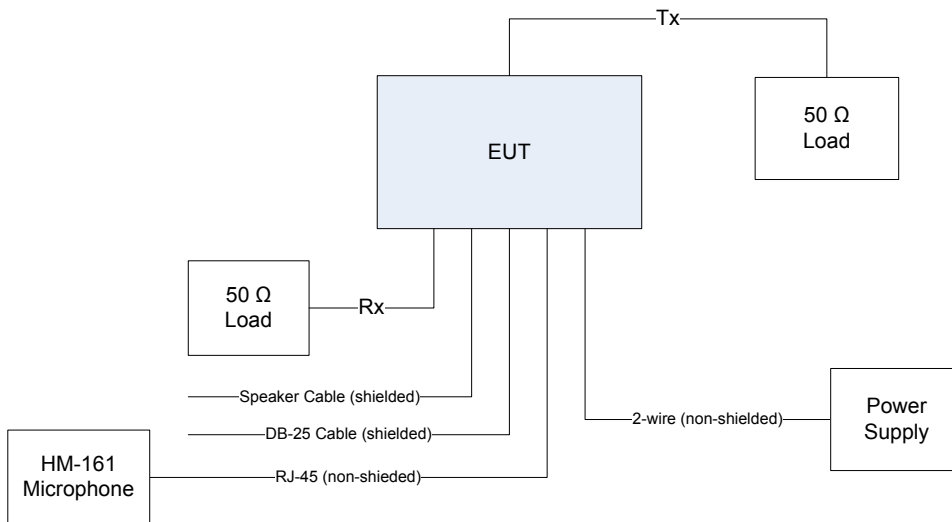 Tx
50 Ω
Load
EUT
50 Ω
Load
Rx
Speaker Cable (shielded)
2-wire (non-shielded)
Power
Supply
DB-25 Cable (shielded)
HM-161
Microphone
RJ-45 (non-shieded)